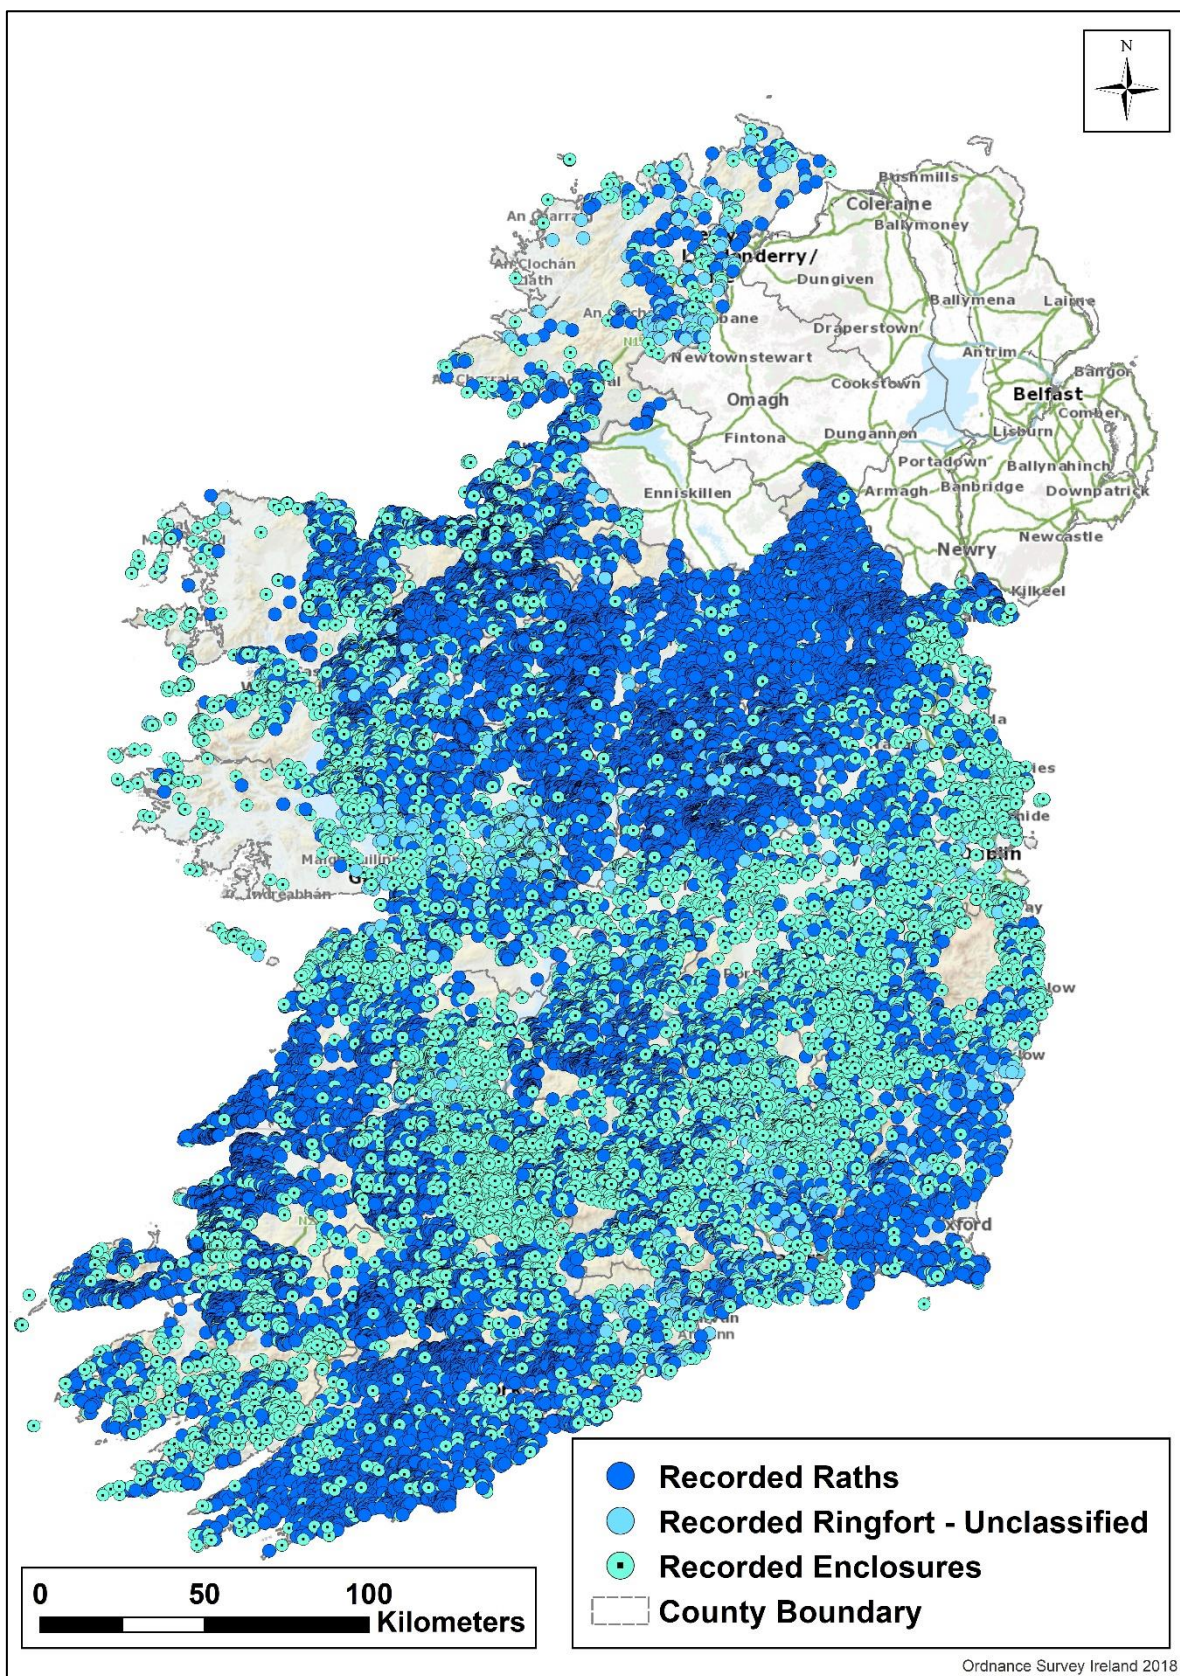 N
Bushmills
Coleraine
Ballymoney
Dungiven
Ballymena
Larne
Draperstown
Newtownstewart
Antrim
Bangor
Cookstown
Omagh
Belfast
Comber
Fintona
Dungannon
Lisburn
Portadown
Ballynahinch
Enniskillen
Armagh
Banbridge
Downpatrick
Newcastle
Newry
Kilkeel
Recorded Raths
Recorded Ringfort - Unclassified
Recorded Enclosures
County Boundary
0 50 100
Kilometers
Ordnance Survey Ireland 2018